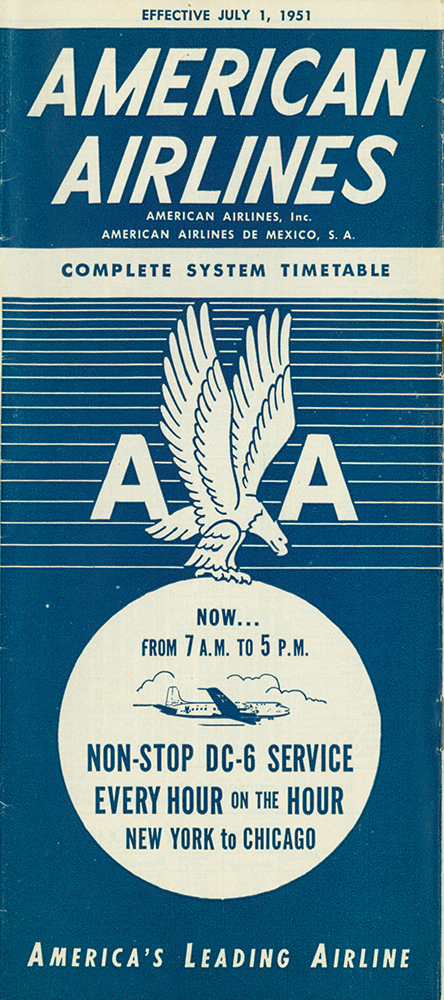 EFFECTIVE JULY 1, 1951
AMERICAN
AIRLINES
AMERICAN AIRLINES, Inc.
AMERICAN AIRLINES DE MEXICO, S. A.
COMPLETE SYSTEM TIMETABLE
A A
NOW...
FROM 7 A.M. TO 5 P.M.
NON-STOP DC-6 SERVICE
EVERY HOUR ON THE HOUR
NEW YORK to CHICAGO
AMERICA'S LEADING AIRLINE